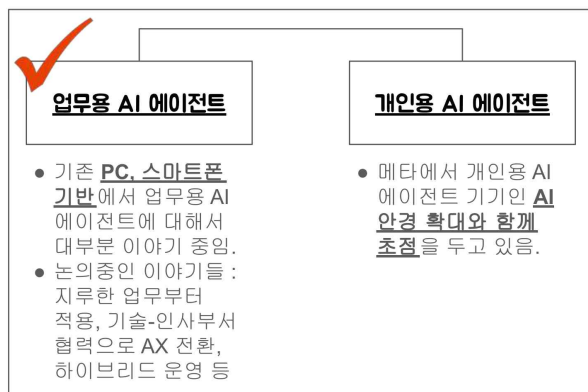 업무용 AI 에이전트
개인용 AI 에이전트
● 기존 PC, 스마트폰
기반에서 업무용 AI
에이전트에 대해서
대부분 이야기 중임.
● 논의중인 이야기들 :
지루한 업무부터
적용, 기술-인사부서
협력으로 AX 전환,
하이브리드 운영 등
● 메타에서 개인용 AI
에이전트 기기인 AI
안경 확대와 함께
초점을 두고 있음.